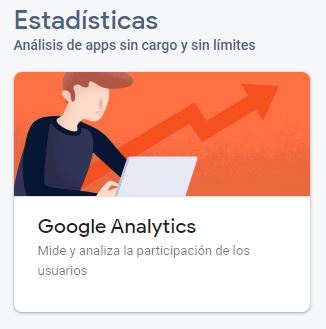 Estadísticas
Análisis de apps sin cargo y sin límites
Google Analytics
Mide y analiza la participación de los
usuarios